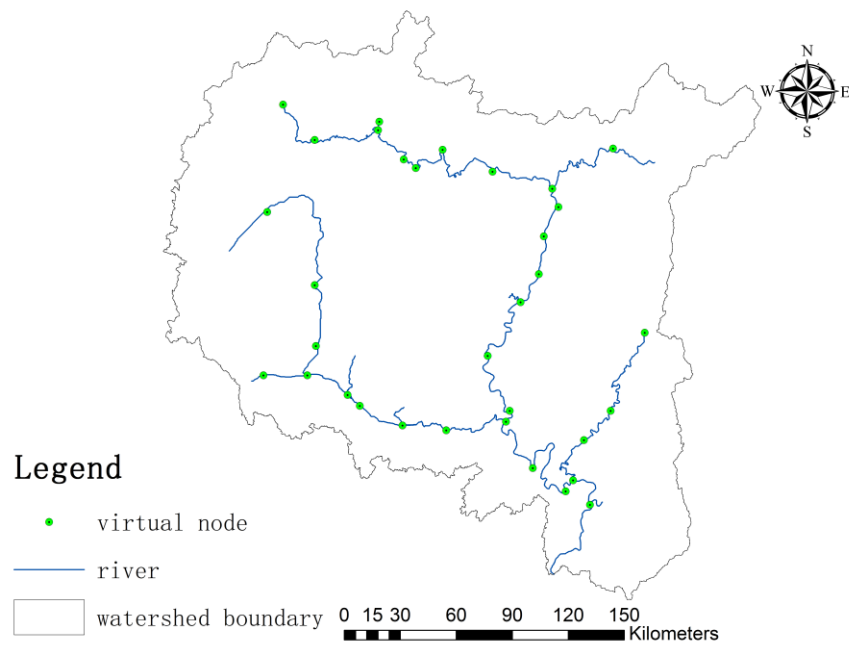 N
W E
S
Legend
virtual node
river
watershed boundary
0 15 30 60 90 120 150
Kilometers